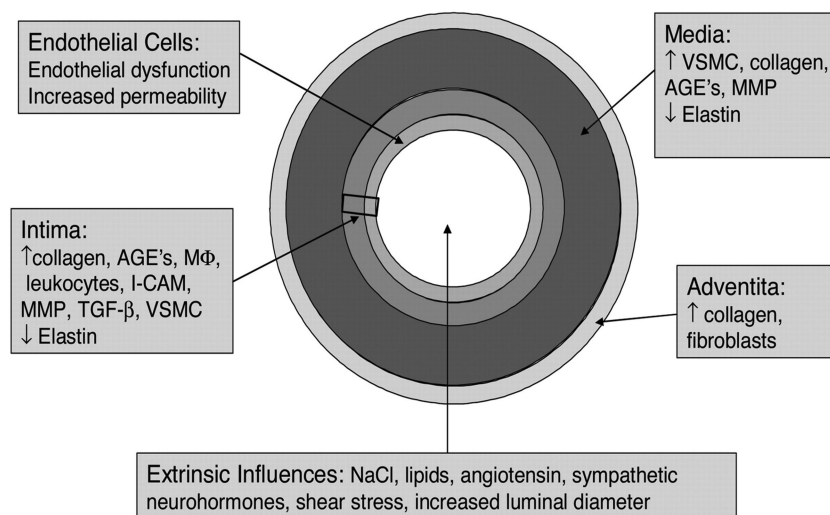 Endothelial Cells:
Endothelial dysfunction
Increased permeability
Media:
↑ VSMC, collagen,
AGE's, MMP
↓ Elastin
Intima:
↑collagen, AGE's, MΦ,
leukocytes, I-CAM,
MMP, TGF-β, VSMC
↓ Elastin
Adventita:
↑ collagen,
fibroblasts
Extrinsic Influences: NaCl, lipids, angiotensin, sympathetic
neurohormones, shear stress, increased luminal diameter